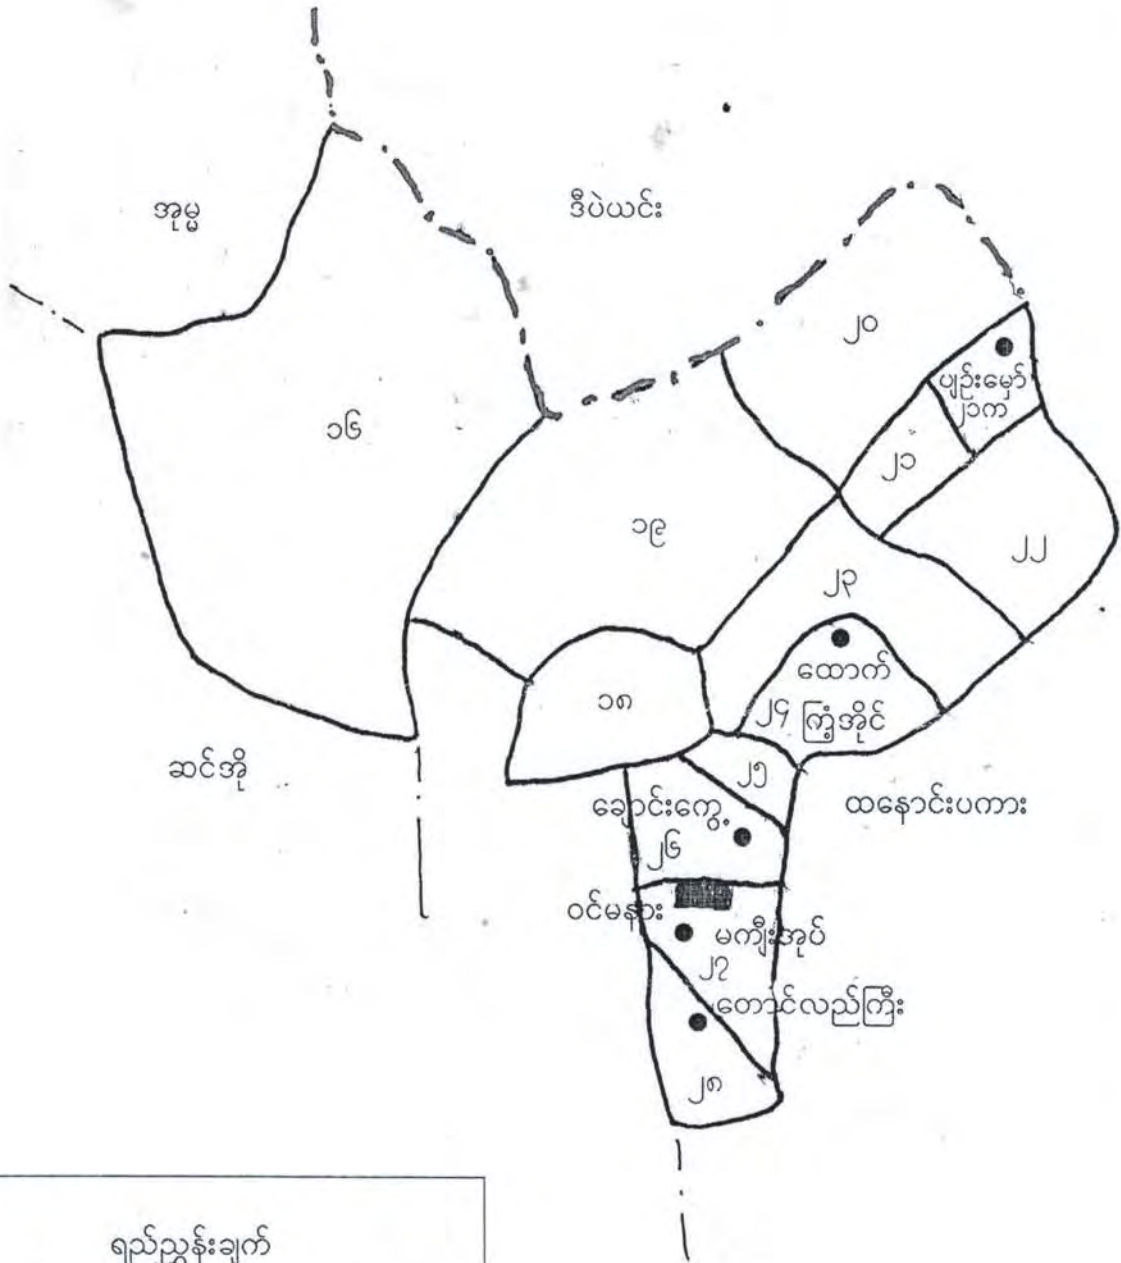 အုမ္မ
ဒီပဲယင်း
၂၀
ပျဉ်းမှော်
၂၁က
၁၆
၂၁
၁၉
၂၂
၂၃
ထောက်
၁၈
၂၄ ကြံ့အိုင်
ဆင်အို
၂၅
ချောင်းကွေ့
ထနောင်းပကား
၂၆
ဝင်မနား
မကျီးအုပ်
၂၇
တောင်လည်ကြီး
၂၈
ရည်ညွှန်းချက်